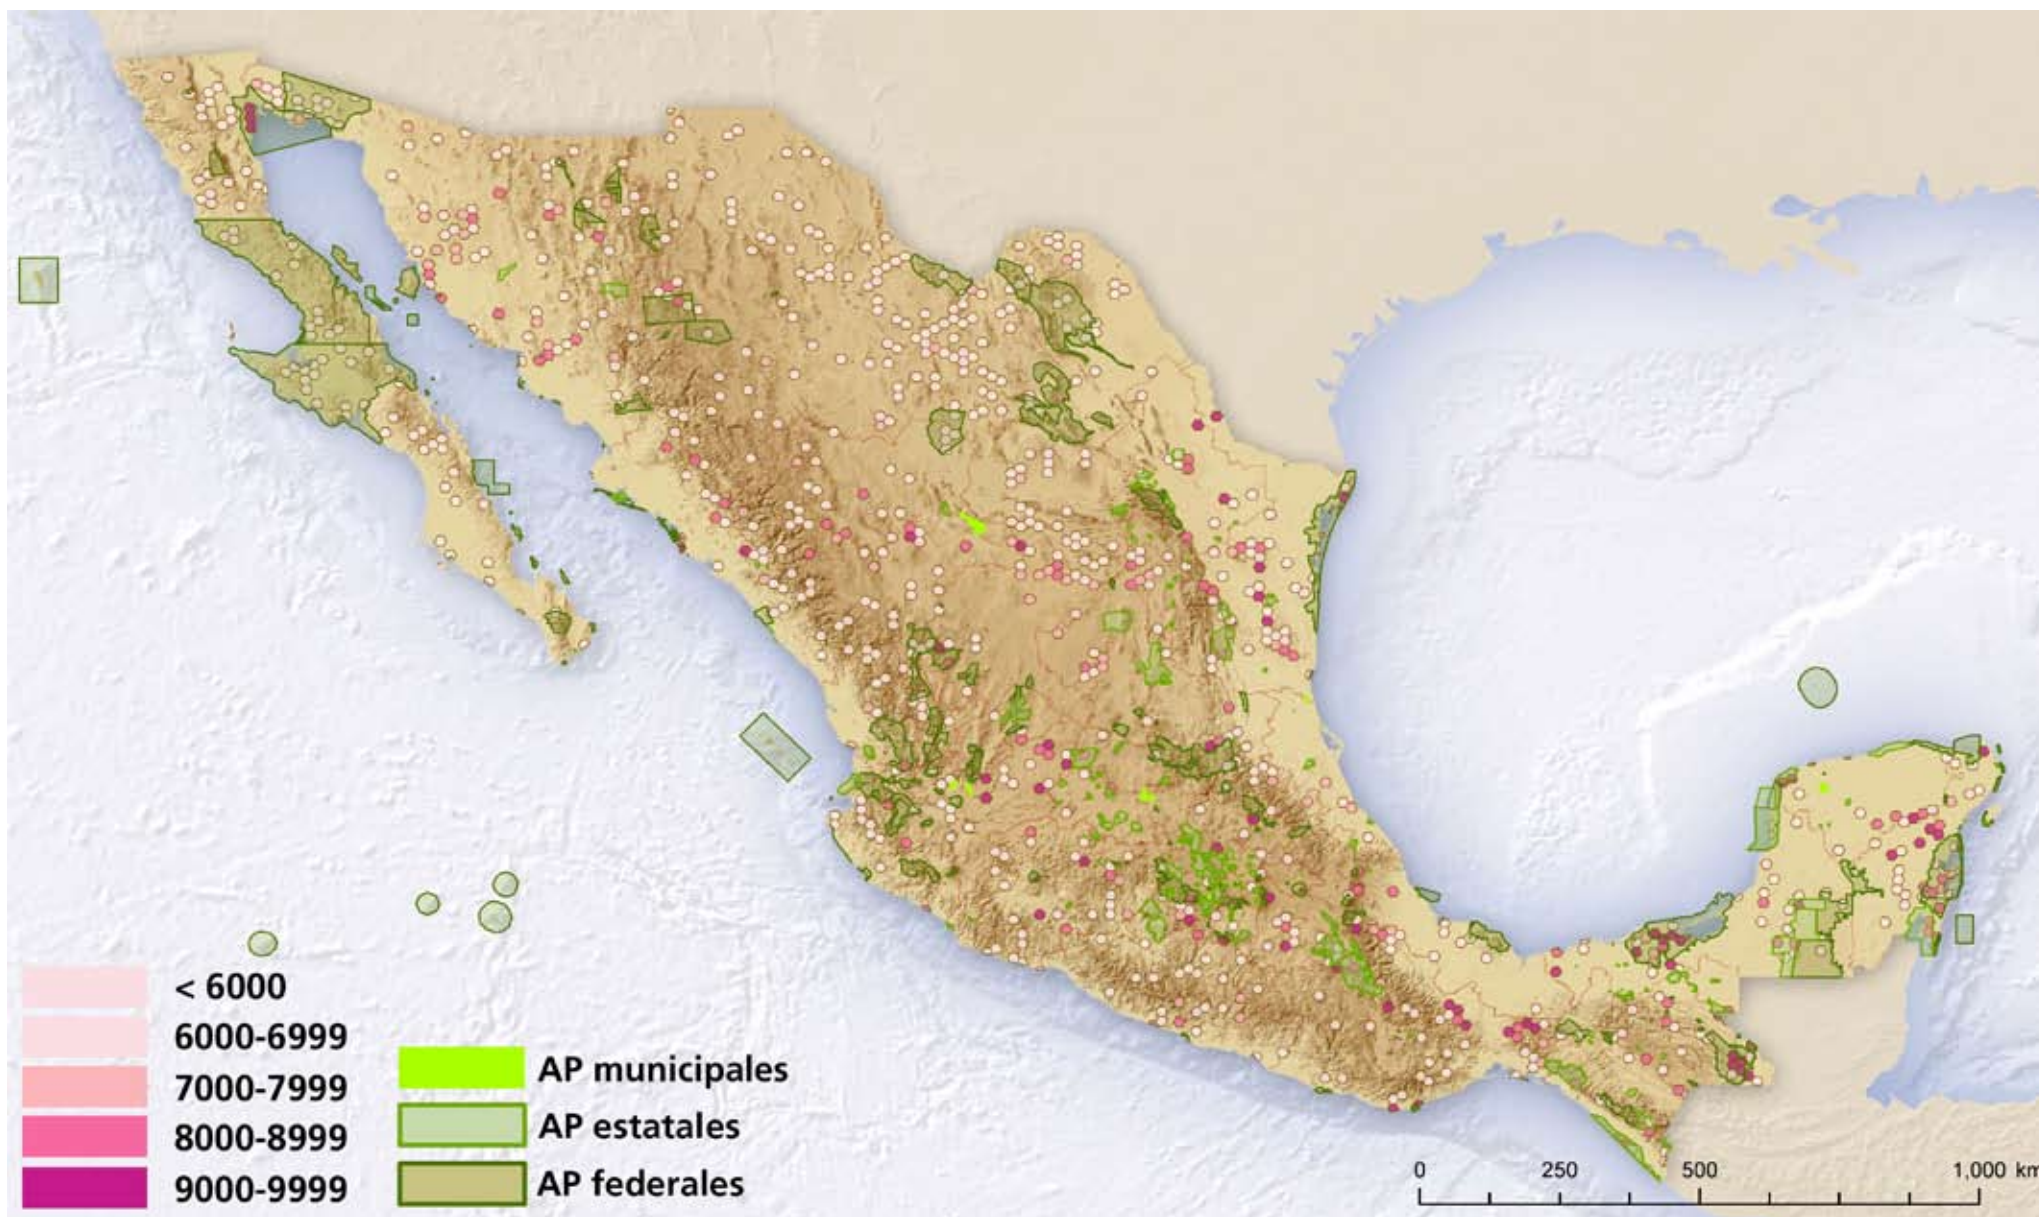 < 6000
6000-6999
7000-7999
8000-8999
9000-9999
AP municipales
AP estatales
AP federales
0 250 500 1,000 km